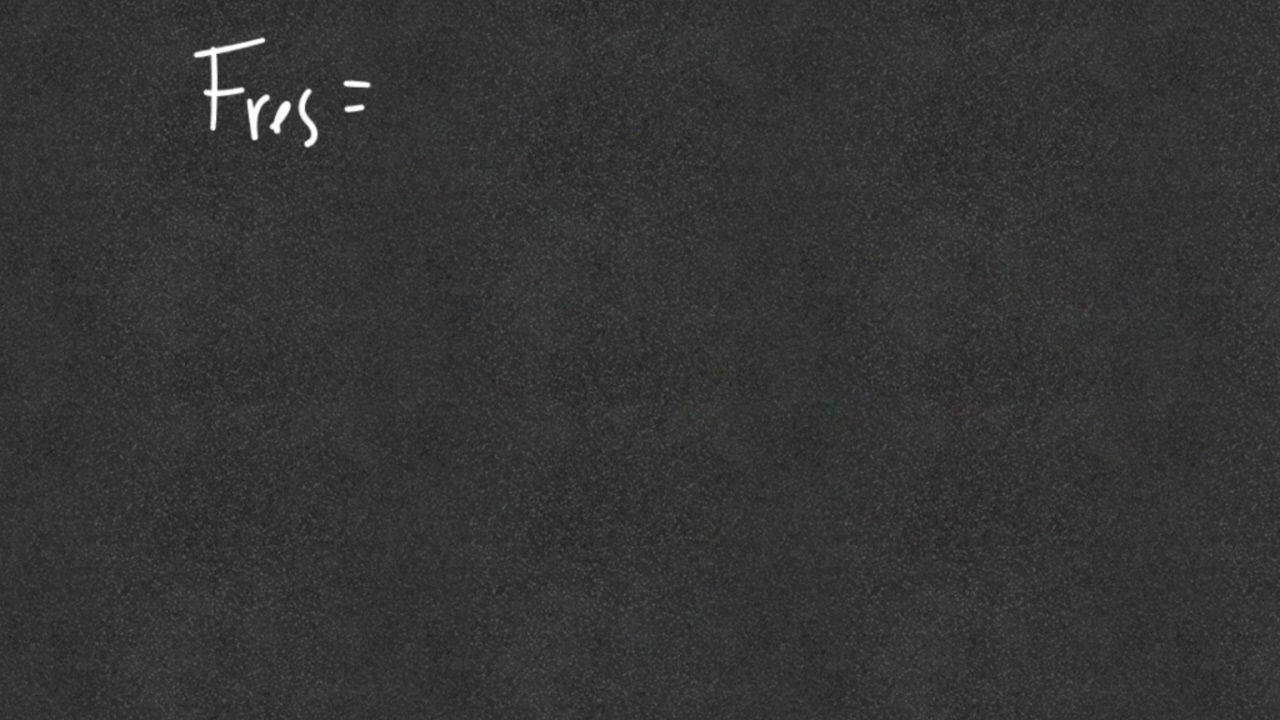 Fres =